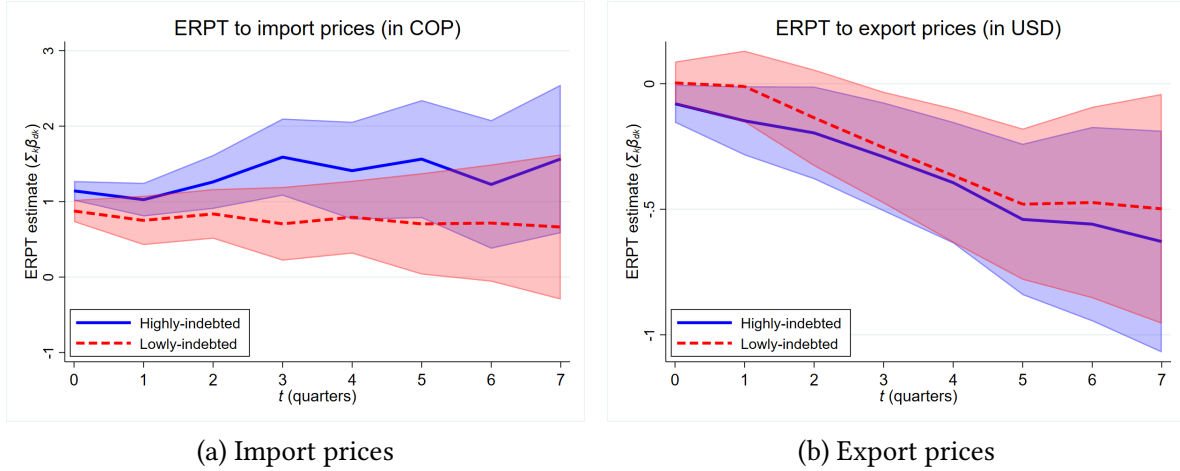 ERPT to import prices (in COP)
ERPT estimate (Σkβdk)
3
2
1
0
-1
Highly-indebted
Lowly-indebted
0 1 2 3 4 5 6 7
t (quarters)
(a) Import prices
ERPT to export prices (in USD)
ERPT estimate (Σkβdk)
0
-.5
-1
Highly-indebted
Lowly-indebted
0 1 2 3 4 5 6 7
t (quarters)
(b) Export prices